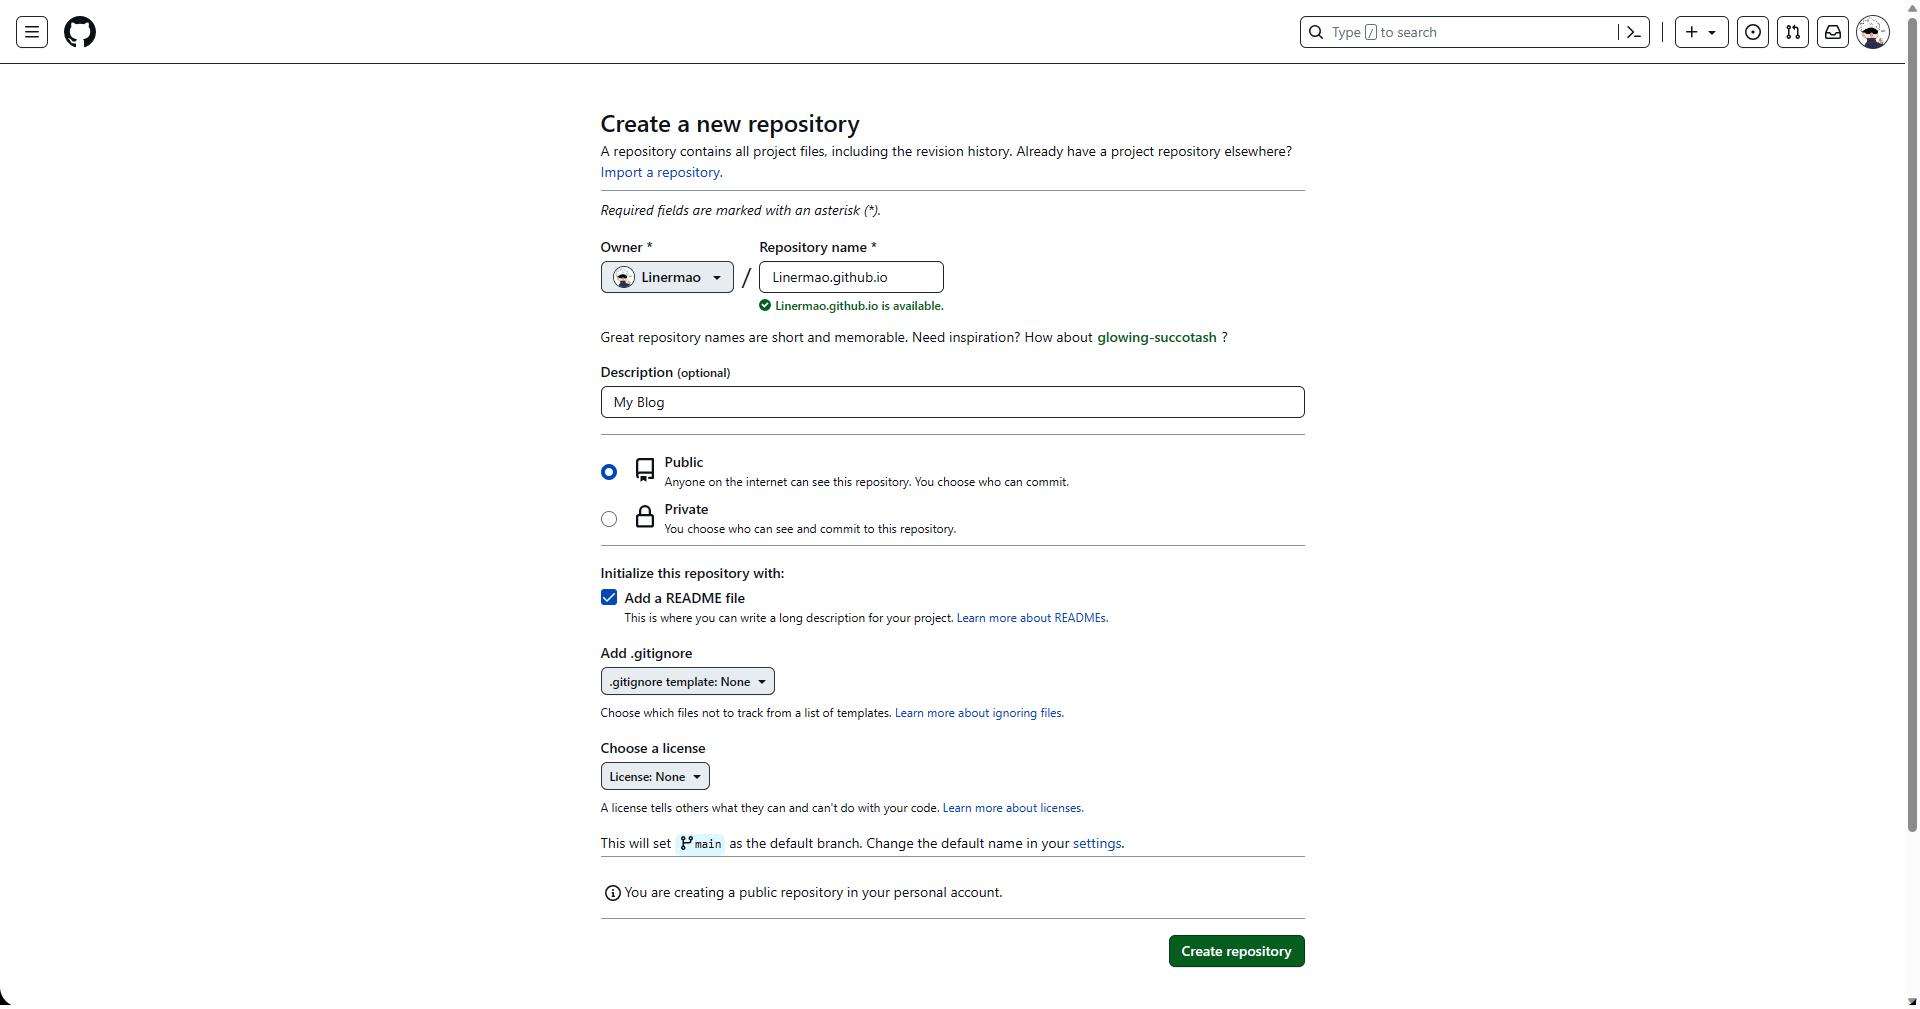 Type / to search
Create a new repository
A repository contains all project files, including the revision history. Already have a project repository elsewhere?
Import a repository.
Required fields are marked with an asterisk (*).
Owner * Repository name *
Linermao / Linermao.github.io
Linermao.github.io is available.
Great repository names are short and memorable. Need inspiration? How about glowing-succotash ?
Description (optional)
My Blog
Public
Anyone on the internet can see this repository. You choose who can commit.
Private
You choose who can see and commit to this repository.
Initialize this repository with:
Add a README file
This is where you can write a long description for your project. Learn more about READMEs.
Add .gitignore
.gitignore template: None
Choose which files not to track from a list of templates. Learn more about ignoring files.
Choose a license
License: None
A license tells others what they can and can't do with your code. Learn more about licenses.
This will set main as the default branch. Change the default name in your settings.
You are creating a public repository in your personal account.
Create repository